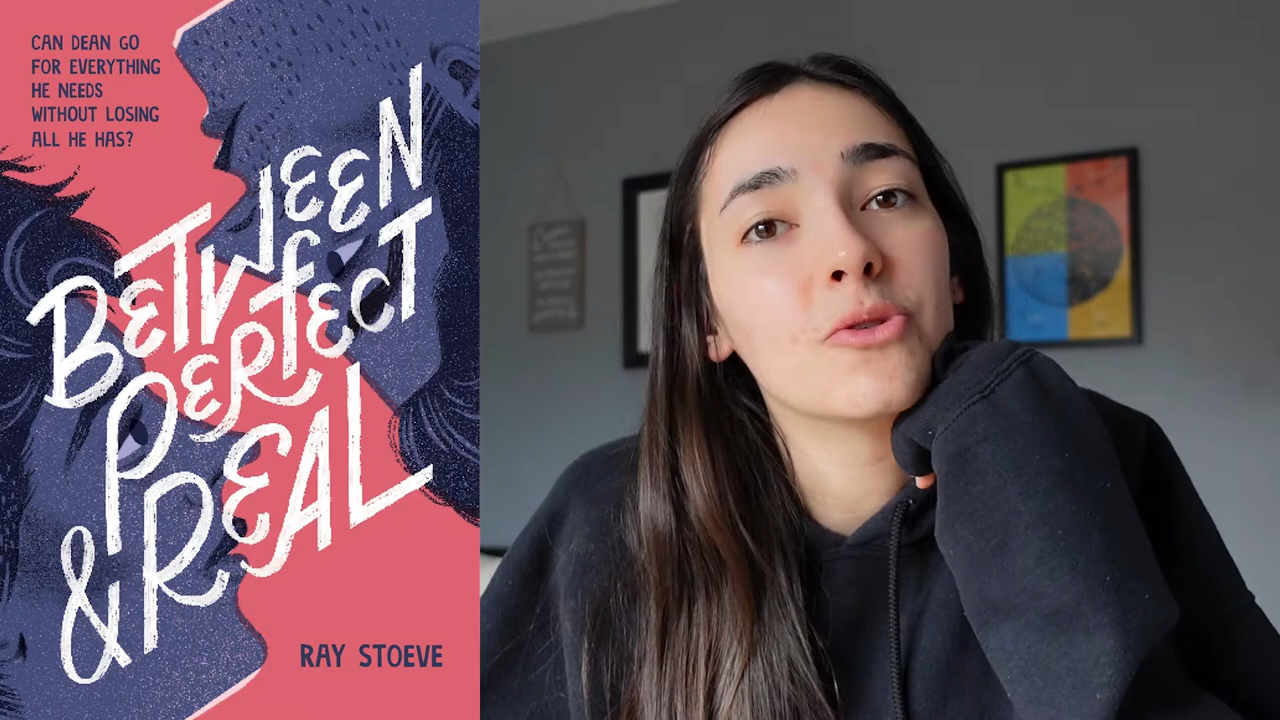 CAN DEAN GO
FOR EVERYTHING
HE NEEDS
WITHOUT LOSING
ALL HE HAS?
BETWEEN
PERFECT
& REAL
RAY STOEVE